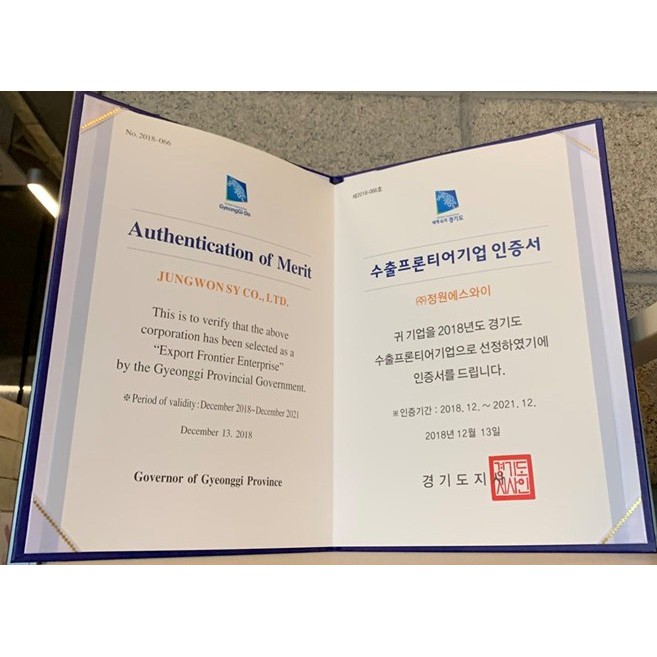 No. 2018-066
GyeongGi-Do
Authentication of Merit
JUNGWON SY CO., LTD.
This is to verify that the above
corporation has been selected as a
“Export Frontier Enterprise”
by the Gyeonggi Provincial Government.
※ Period of validity : December 2018~December 2021
December 13. 2018
Governor of Gyeonggi Province
제2018-066호
세계속의 경기도
수출프론티어기업 인증서
㈜정원에스와이
귀 기업을 2018년도 경기도
수출프론티어기업으로 선정하였기에
인증서를 드립니다.
※ 인증기간 : 2018. 12. ~ 2021. 12.
2018년 12월 13일
경 기 도 지 사
경기도
지사인